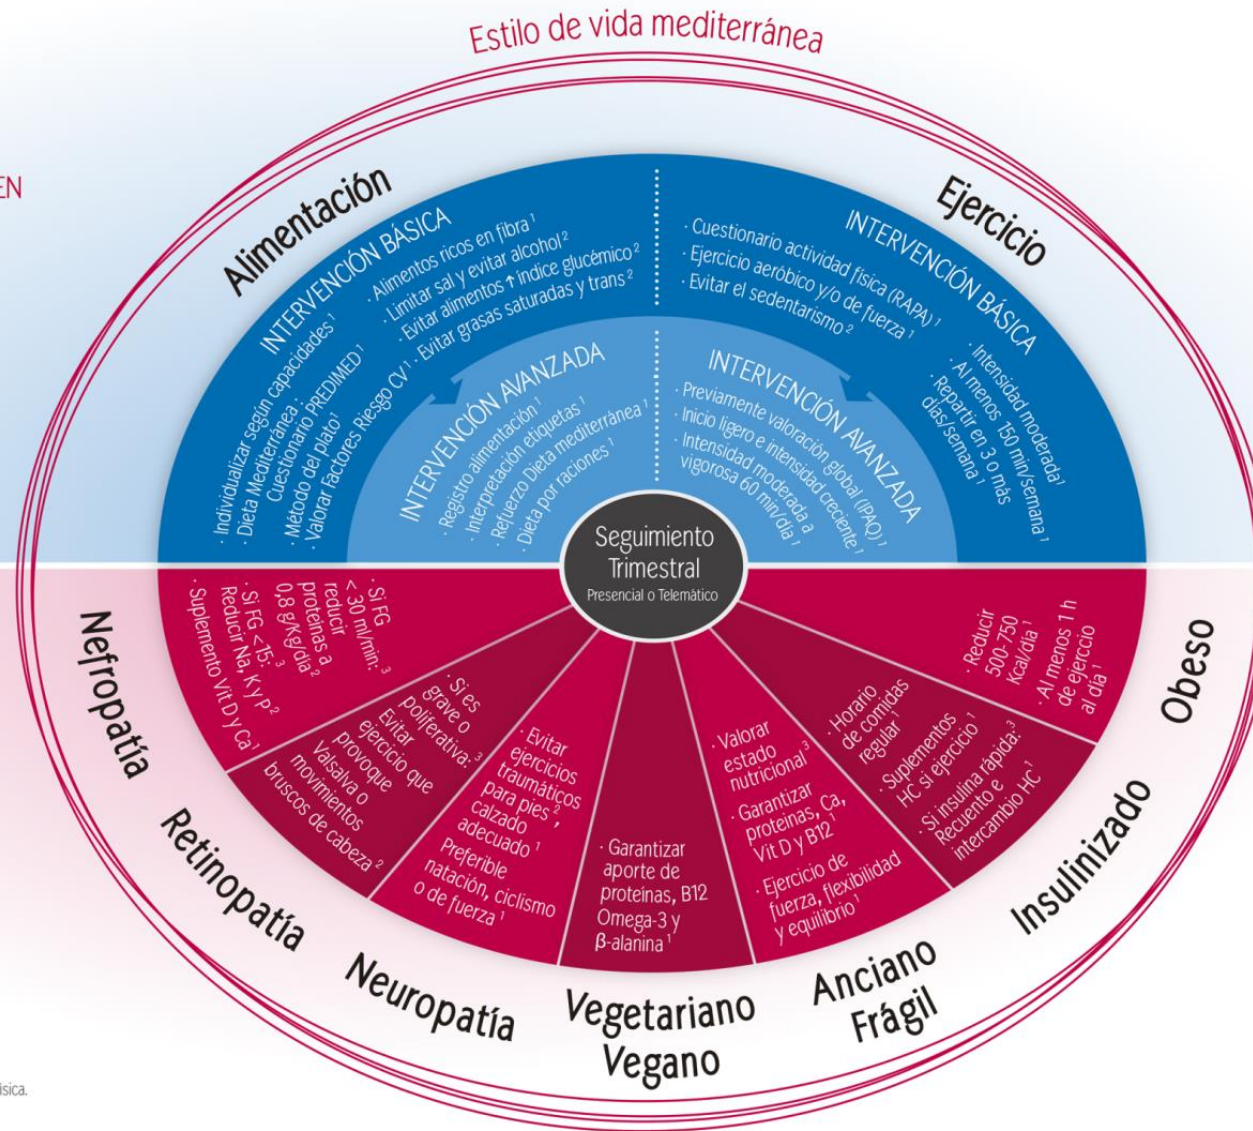 Estilo de vida mediterránea
EN
Alimentación
INTERVENCIÓN BÁSICA
· Individualizar según capacidades ¹
· Dieta Mediterránea :
Cuestionario PREDIMED ¹
· Método del plato¹
· Valorar Factores Riesgo CV ¹
· Alimentos ricos en fibra ¹
· Limitar sal y evitar alcohol ²
· Evitar alimentos ↑ índice glucémico ²
· Evitar grasas saturadas y trans ²
INTERVENCIÓN AVANZADA
· Registro alimentación ¹
· Interpretación etiquetas ¹
· Refuerzo Dieta mediterrànea ¹
· Dieta por raciones ¹
Ejercicio
INTERVENCIÓN BÁSICA
· Cuestionario actividad física (RAPA) ¹
· Ejercicio aeróbico y/o de fuerza ¹
· Evitar el sedentarismo ²
· Intensidad moderada¹
· Al menos 150 min/semana ¹
· Repartir en 3 o más
días/semana ¹
INTERVENCIÓN AVANZADA
· Previamente valoración global (IPAQ) ¹
· Inicio ligero e intensidad creciente ¹
· Intensidad moderada a
vigorosa 60 min/día ¹
Seguimiento
Trimestral
Presencial o Telemático
Nefropatía
· Si FG
< 30 ml/min: ³
reducir
proteínas a
0,8 g/Kg/día ²
· Si FG <15: ³
Reducir Na, K y P ²
· Suplemento Vit D y Ca ¹
Retinopatía
· Si es
grave o
poliferativa: ³
Evitar
ejercicio que
provoque
Valsalva o
movimientos
bruscos de cabeza ²
Neuropatía
· Evitar
ejercicios
traumáticos
para pies ²,
calzado
adecuado ¹
Preferible
natación, ciclismo
o de fuerza ¹
Vegetariano
Vegano
· Garantizar
aporte de
proteínas, B12
Omega-3 y
β-alanina ¹
Anciano
Frágil
· Valorar
estado
nutricional ³
· Garantizar
proteínas, Ca,
Vit D y B12 ¹
· Ejercicio de
fuerza, flexibilidad
y equilibrio ¹
Insulinizado
· Horario
de comidas
regular ¹
· Suplementos
HC si ejercicio ¹
· Si insulina rápida: ³
Recuento e
intercambio HC ¹
Obeso
· Reducir
500-750
Kcal/día ¹
· Al menos 1 h
de ejercio
al día ¹
ísica.